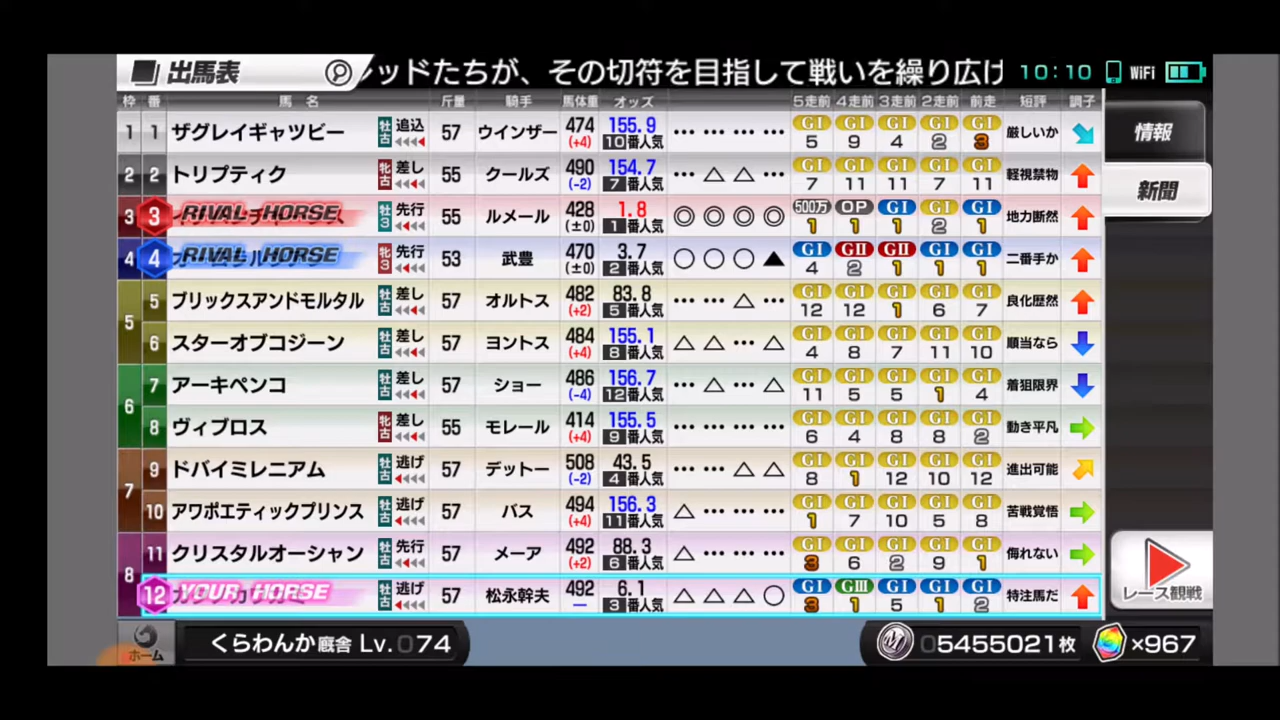 出馬表 レッドたちが、その切符を目指して戦いを繰り広げ 10:10 WiFi
枠 番 馬名 斤量 騎手 馬体重 オッズ 5走前 4走前 3走前 2走前 前走 短評 調子
1 1 ザグレイギャツビー 牡古 追込 57 ウインザー 474 (+4) 155.9 10番人気 … … … … GI 5 GI 9 GI 4 GI 2 GI 3 厳しいか
2 2 トリプティク 牝古 差し 55 クールズ 490 (-2) 154.7 7番人気 … △ △ … GI 7 GI 11 GI 11 GI 7 GI 11 軽視禁物
3 3 RIVAL HORSE 牡3 先行 55 ルメール 428 (±0) 1.8 1番人気 ◎ ◎ ◎ ◎ 500万 1 OP 1 GI 1 GI 2 GI 1 地力断然
4 4 RIVAL HORSE 牝3 先行 53 武豊 470 (±0) 3.7 2番人気 ○ ○ ○ ▲ GI 4 GII 2 GII 1 GI 1 GI 1 二番手か
5 5 ブリックスアンドモルタル 牡古 差し 57 オルトス 482 (+2) 83.8 5番人気 … … △ … GI 12 GI 12 GI 1 GI 6 GI 7 良化歴然
6 スターオブコジーン 牡古 差し 57 ヨントス 484 (+4) 155.1 8番人気 △ △ … △ GI 4 GI 8 GI 7 GI 11 GI 10 順当なら
6 7 アーキペンコ 牡古 差し 57 ショー 486 (-4) 156.7 12番人気 … △ … △ GI 11 GI 5 GI 5 GI 1 GI 4 着狙限界
8 ヴィブロス 牝古 差し 55 モレール 414 (+4) 155.5 9番人気 … … … … GI 6 GI 4 GI 8 GI 8 GI 2 動き平凡
7 9 ドバイミレニアム 牡古 逃げ 57 デットー 508 (-2) 43.5 4番人気 … … △ △ GI 8 GI 1 GI 12 GI 10 GI 12 進出可能
10 アワポエティックプリンス 牡古 逃げ 57 バス 494 (+4) 156.3 11番人気 △ … … … GI 1 GI 7 GI 10 GI 5 GI 8 苦戦覚悟
8 11 クリスタルオーシャン 牡古 先行 57 メーア 492 (+2) 88.3 6番人気 △ … … … GI 3 GI 6 GI 2 GI 9 GI 1 侮れない
12 YOUR HORSE 牡古 逃げ 57 松永幹夫 492 — 6.1 3番人気 △ △ △ ○ GI 3 GIII 1 GI 5 GI 1 GI 2 特注馬だ
情報
新聞
レース観戦
ホーム くらわんか厩舎 Lv.074 05455021枚 ×967